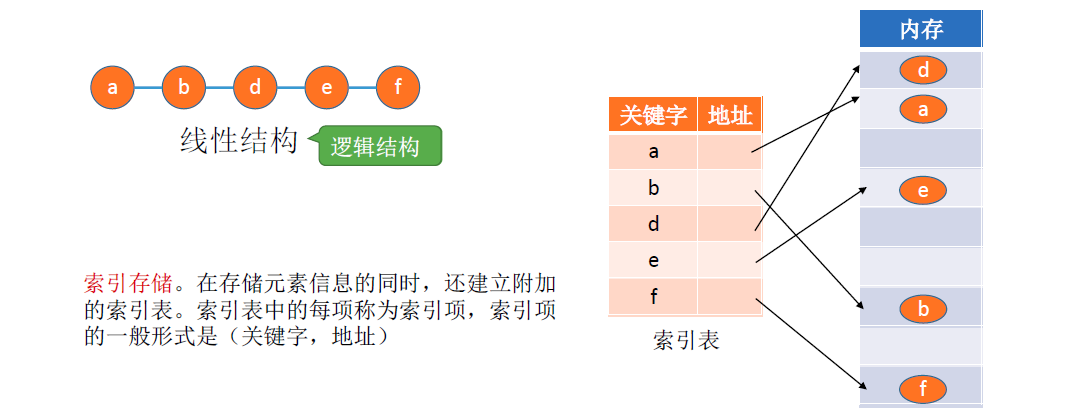 a b d e f
线性结构
逻辑结构
索引存储。在存储元素信息的同时，还建立附加
的索引表。索引表中的每项称为索引项，索引项
的一般形式是（关键字，地址）
关键字 地址
a
b
d
e
f
索引表
内存
d
a
e
b
f